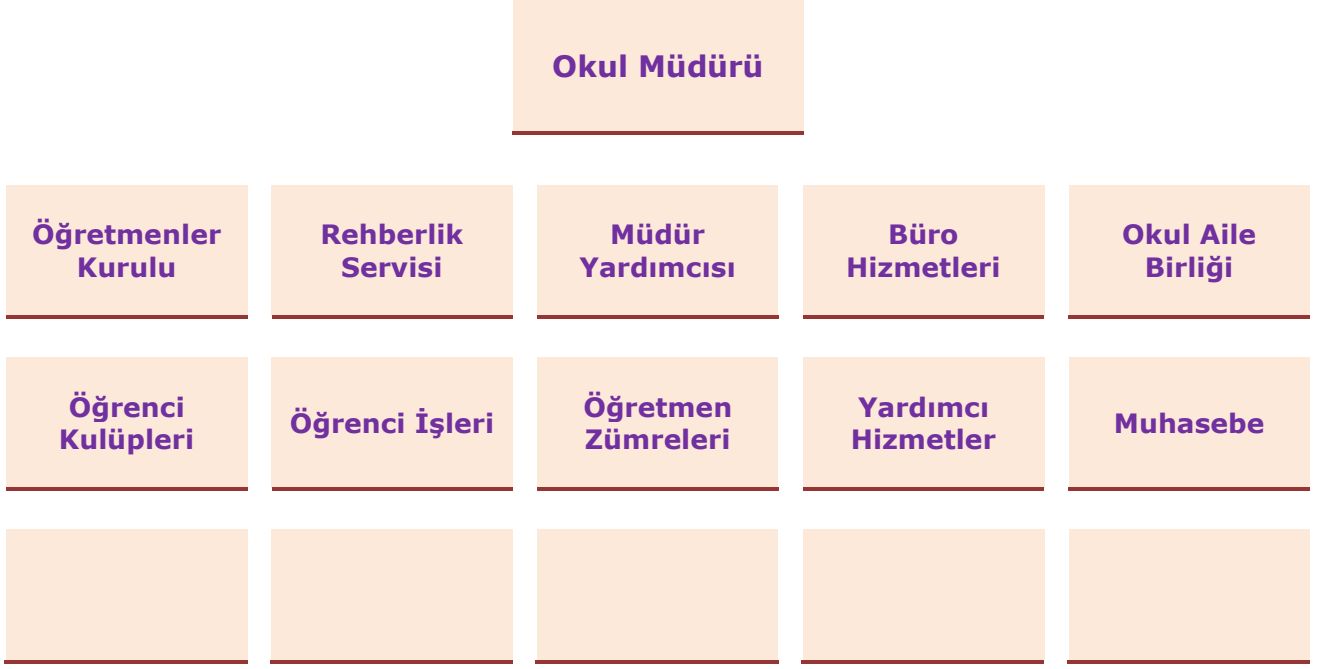 Okul Müdürü
Öğretmenler
Kurulu
Rehberlik
Servisi
Müdür
Yardımcısı
Büro
Hizmetleri
Okul Aile
Birliği
Öğrenci
Kulüpleri
Öğrenci İşleri
Öğretmen
Zümreleri
Yardımcı
Hizmetler
Muhasebe